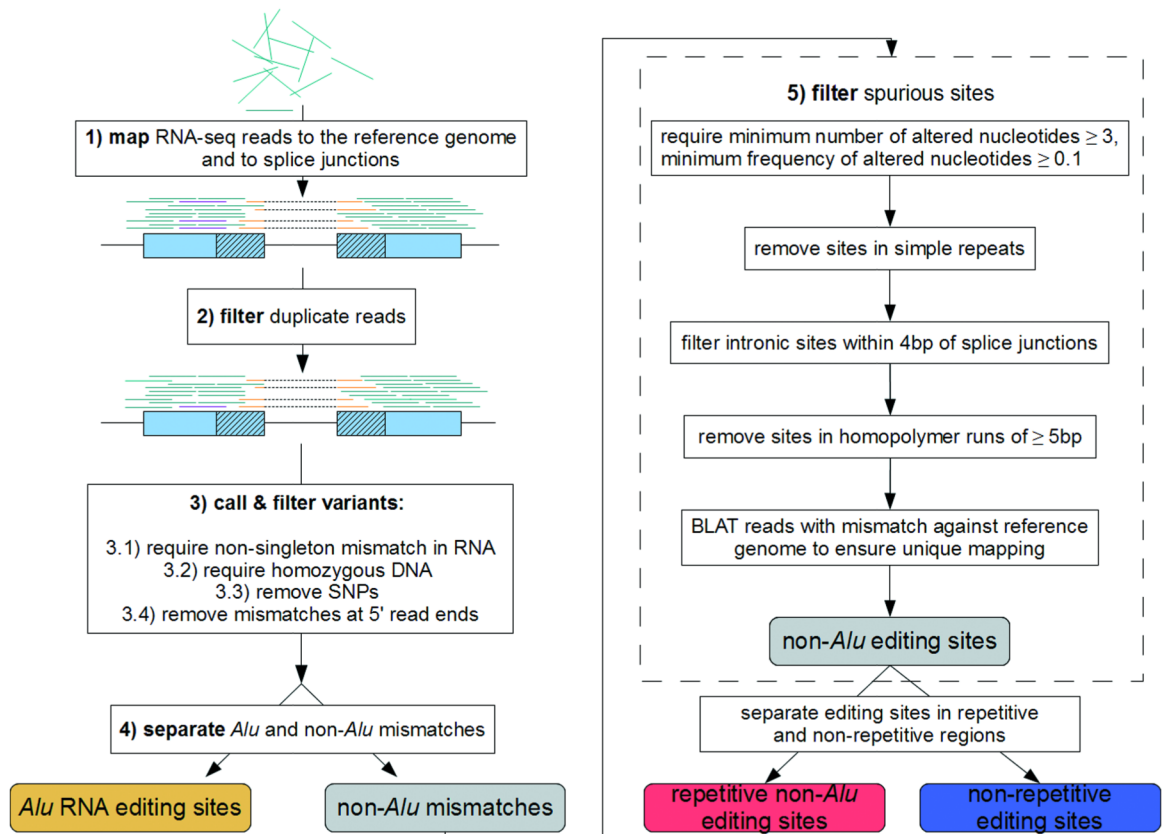 1) map RNA-seq reads to the reference genome
and to splice junctions
2) filter duplicate reads
3) call & filter variants:
3.1) require non-singleton mismatch in RNA
3.2) require homozygous DNA
3.3) remove SNPs
3.4) remove mismatches at 5' read ends
4) separate Alu and non-Alu mismatches
Alu RNA editing sites
non-Alu mismatches
5) filter spurious sites
require minimum number of altered nucleotides ≥ 3,
minimum frequency of altered nucleotides ≥ 0.1
remove sites in simple repeats
filter intronic sites within 4bp of splice junctions
remove sites in homopolymer runs of ≥ 5bp
BLAT reads with mismatch against reference
genome to ensure unique mapping
non-Alu editing sites
separate editing sites in repetitive
and non-repetitive regions
repetitive non-Alu
editing sites
non-repetitive
editing sites